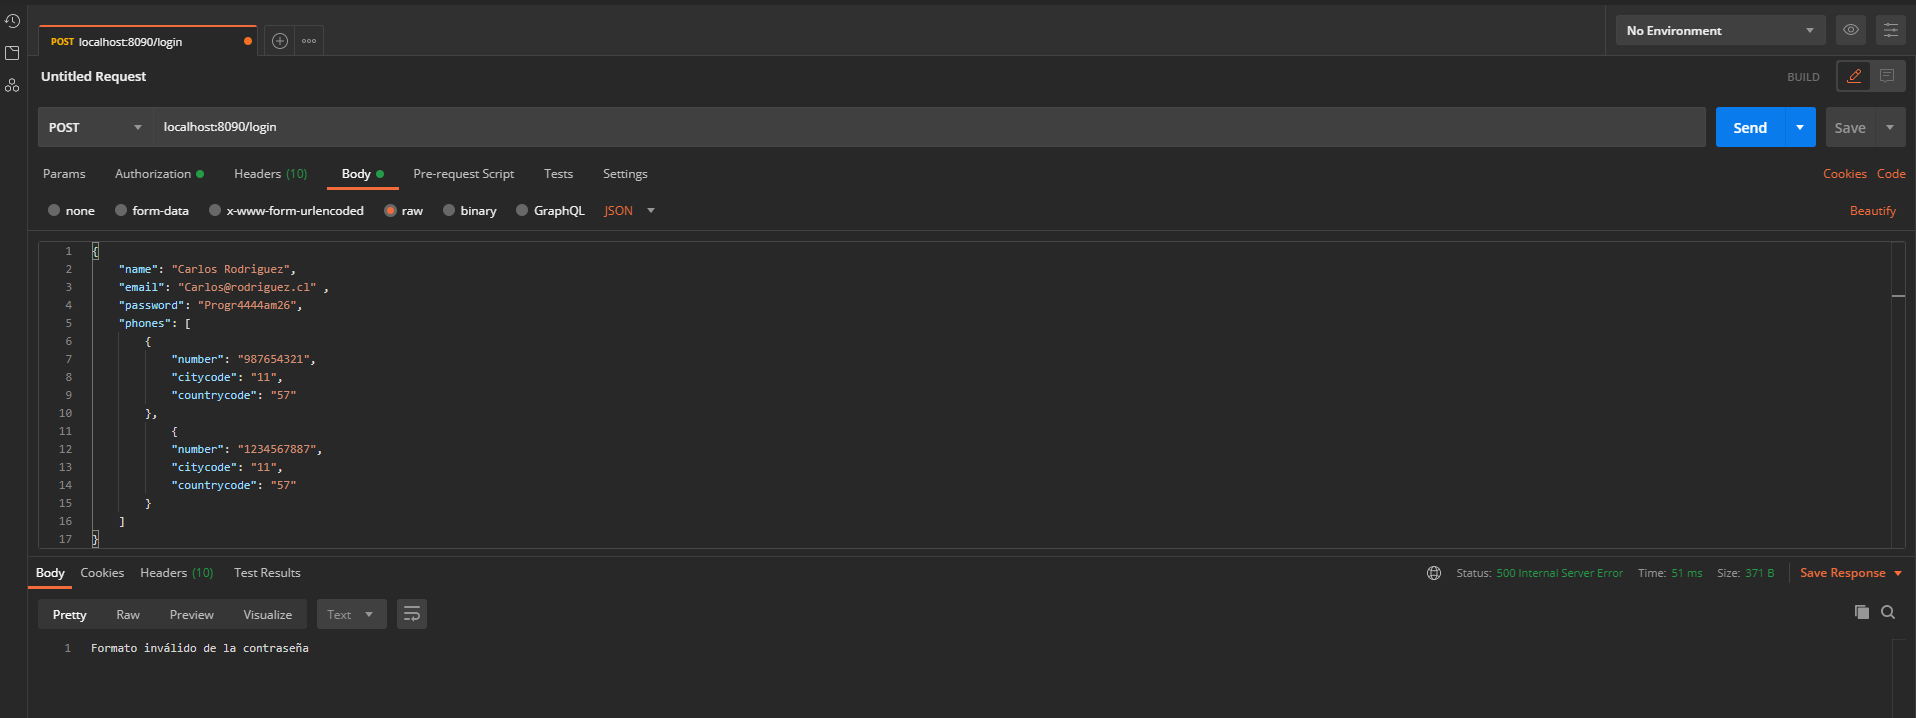 POST localhost:8090/login
No Environment
Untitled Request
BUILD
POST localhost:8090/login Send Save
Params Authorization Headers (10) Body Pre-request Script Tests Settings Cookies Code
none form-data x-www-form-urlencoded raw binary GraphQL JSON Beautify
1 {
2 "name": "Carlos Rodriguez",
3 "email": "Carlos@rodriguez.cl" ,
4 "password": "Progr4444am26",
5 "phones": [
6 {
7 "number": "987654321",
8 "citycode": "11",
9 "countrycode": "57"
10 },
11 {
12 "number": "1234567887",
13 "citycode": "11",
14 "countrycode": "57"
15 }
16 ]
17 }
Body Cookies Headers (10) Test Results Status: 500 Internal Server Error Time: 51 ms Size: 371 B Save Response
Pretty Raw Preview Visualize Text
1 Formato inválido de la contraseña